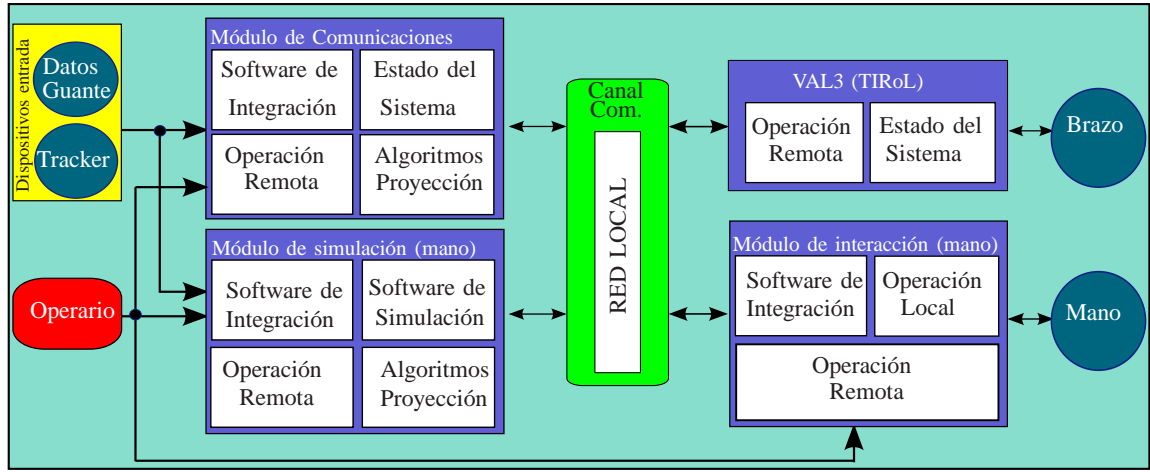 Dispositivos entrada
Datos
Guante
Tracker
Operario
Módulo de Comunicaciones
Software de
Integración
Estado del
Sistema
Operación
Remota
Algoritmos
Proyección
Módulo de simulación (mano)
Software de
Integración
Software de
Simulación
Operación
Remota
Algoritmos
Proyección
Canal
Com.
RED LOCAL
VAL3 (TIRoL)
Operación
Remota
Estado del
Sistema
Brazo
Módulo de interacción (mano)
Software de
Integración
Operación
Local
Operación
Remota
Mano